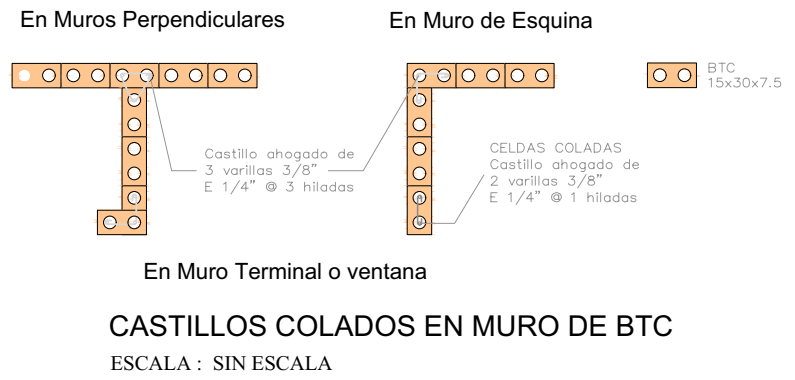 En Muros Perpendiculares
En Muro de Esquina
BTC
15x30x7.5
Castillo ahogado de
3 varillas 3/8"
E 1/4" @ 3 hiladas
CELDAS COLADAS
Castillo ahogado de
2 varillas 3/8"
E 1/4" @ 1 hiladas
En Muro Terminal o ventana
CASTILLOS COLADOS EN MURO DE BTC
ESCALA : SIN ESCALA